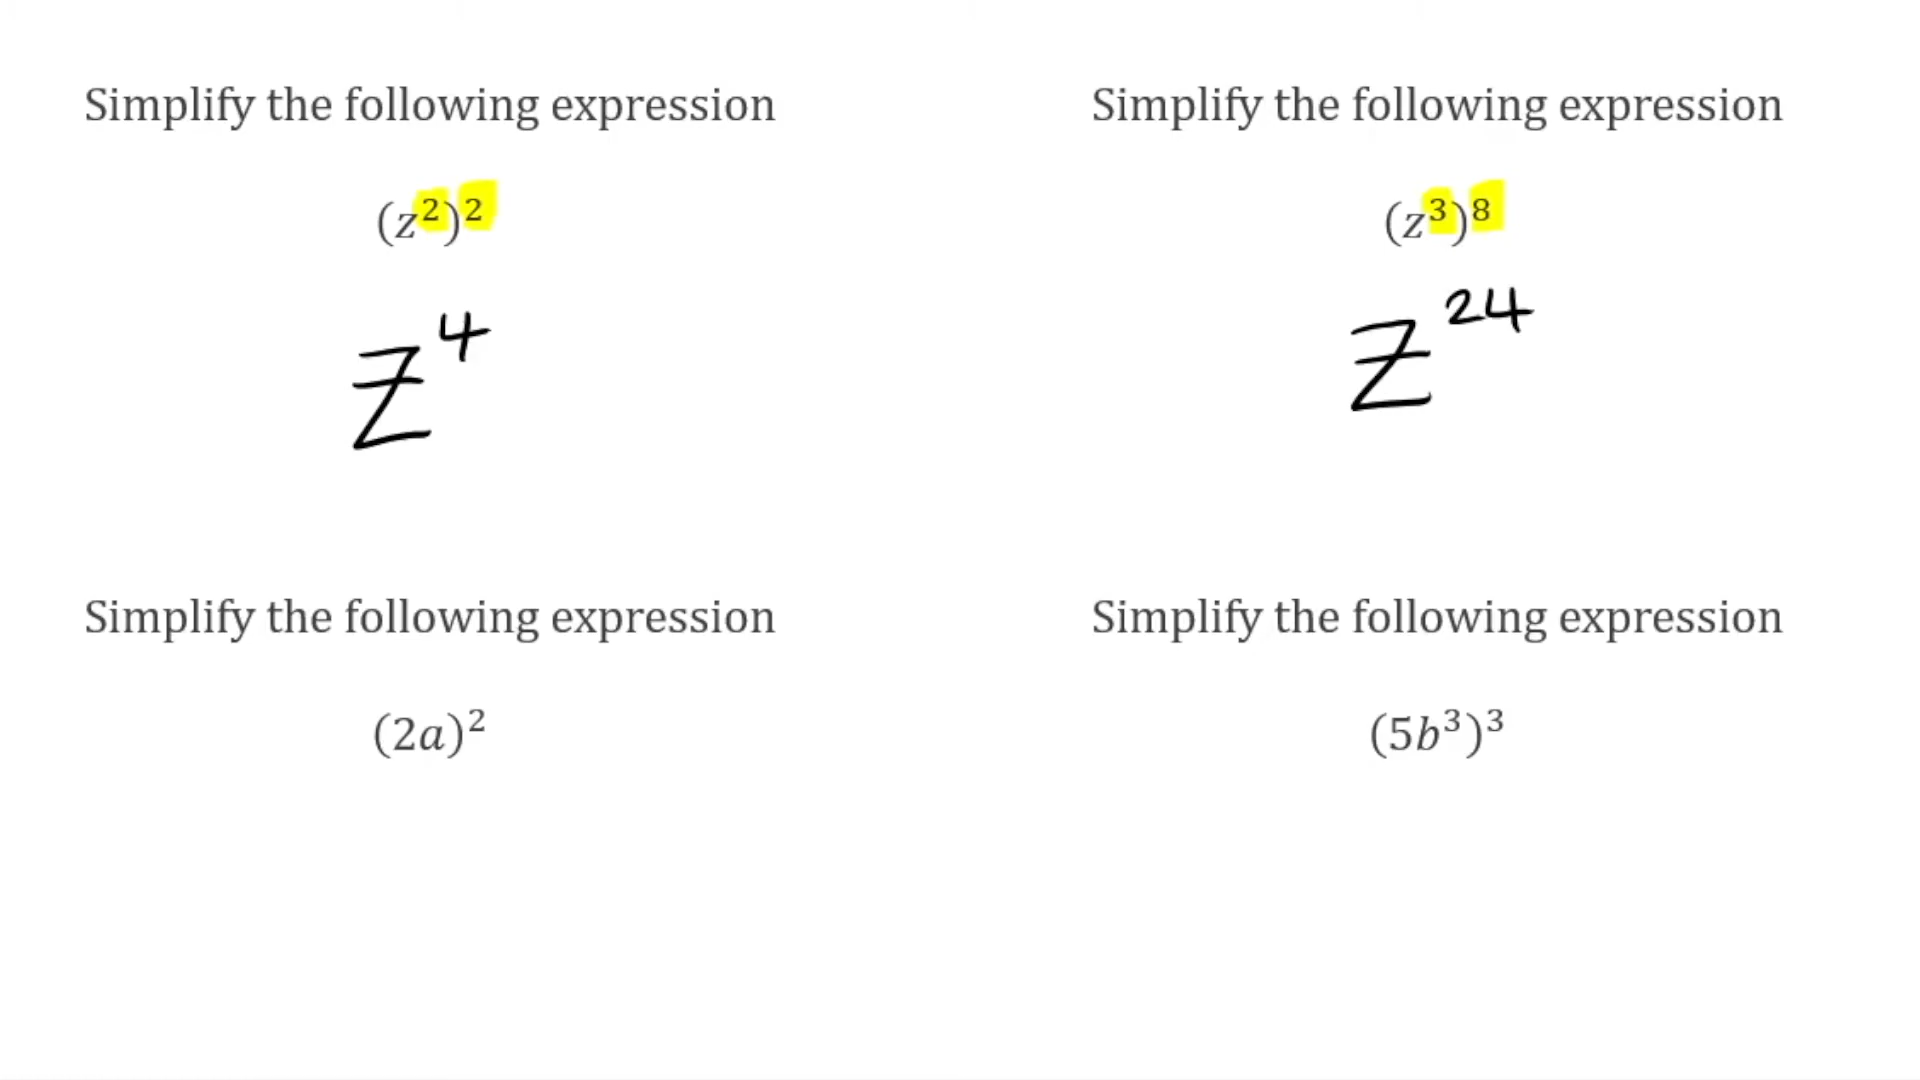 Simplify the following expression
(z²)²
z⁴
Simplify the following expression
(z³)⁸
z²⁴
Simplify the following expression
(2a)²
Simplify the following expression
(5b³)³